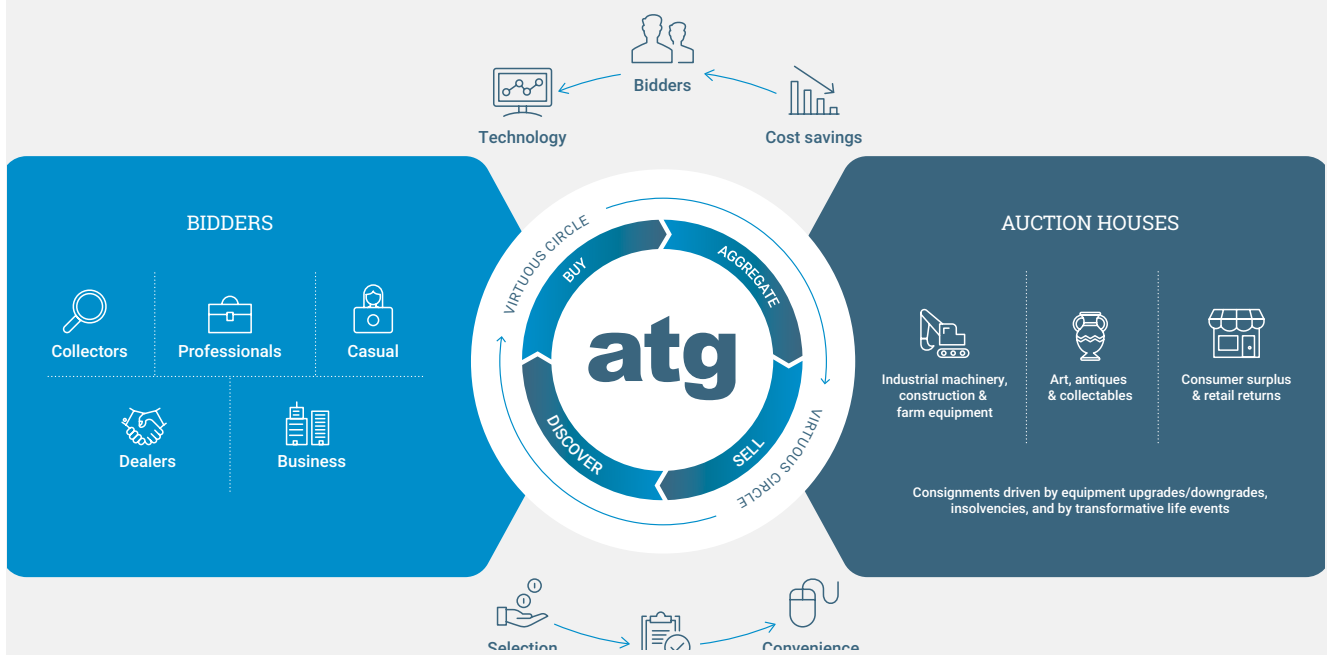 Bidders
Technology
Cost savings
BIDDERS
Collectors
Professionals
Casual
Dealers
Business
VIRTUOUS CIRCLE
BUY
AGGREGATE
atg
DISCOVER
SELL
VIRTUOUS CIRCLE
AUCTION HOUSES
Industrial machinery,
construction &
farm equipment
Art, antiques
& collectables
Consumer surplus
& retail returns
Consignments driven by equipment upgrades/downgrades,
insolvencies, and by transformative life events
Selection
Convenience